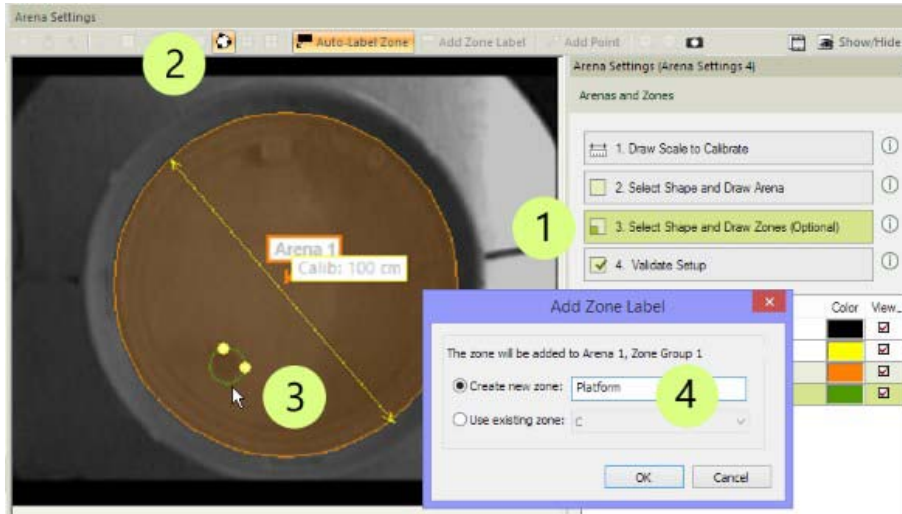 Arena Settings
Auto-Label Zone
Add Zone Label
Add Point
Show/Hide
2
Arena Settings (Arena Settings 4)
Arenas and Zones
1. Draw Scale to Calibrate
2. Select Shape and Draw Arena
1
3. Select Shape and Draw Zones (Optional)
4. Validate Setup
Arena 1
Calib: 100 cm
Color View_
Add Zone Label
The zone will be added to Arena 1, Zone Group 1
Create new zone: Platform
4
Use existing zone: C
OK Cancel
3